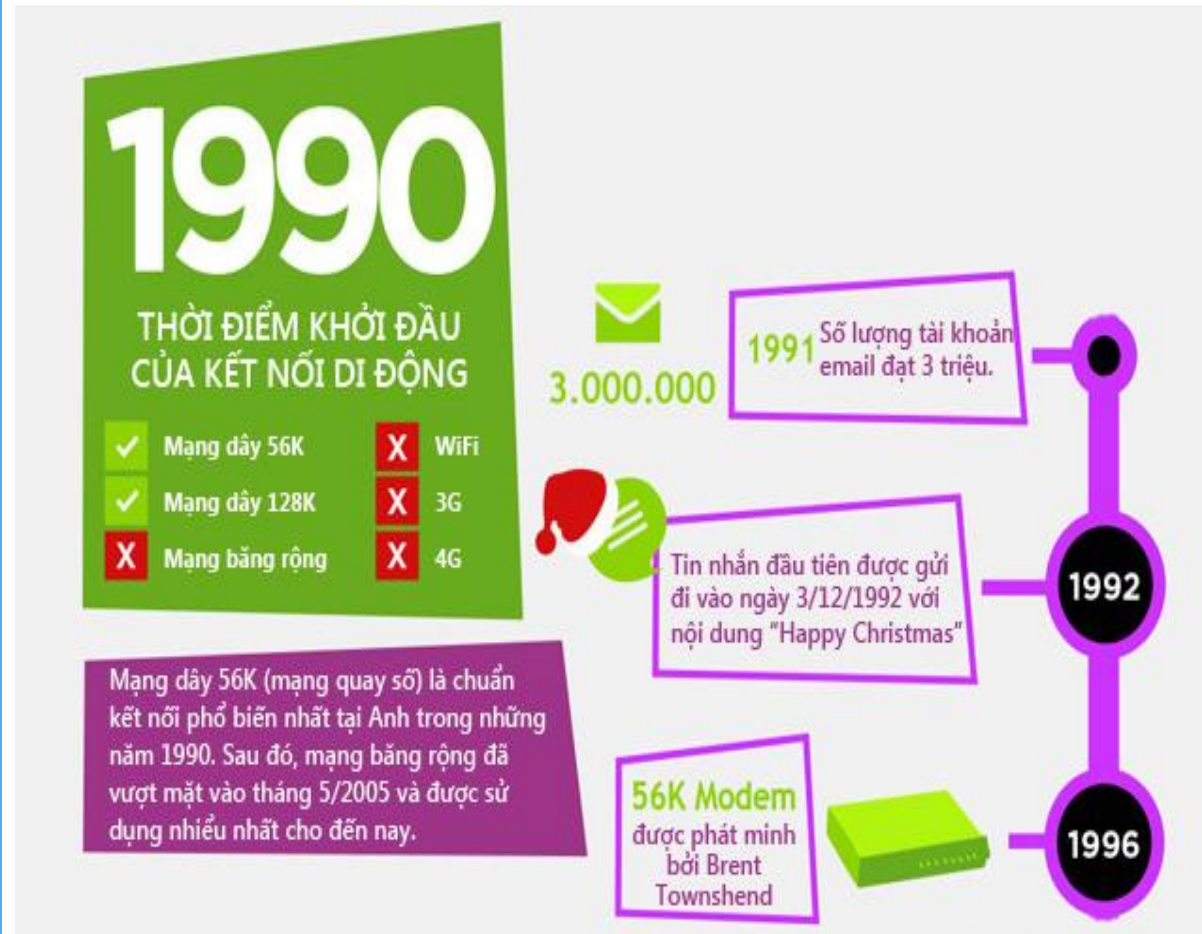 1990
THỜI ĐIỂM KHỞI ĐẦU
CỦA KẾT NỐI DI ĐỘNG
Mạng dây 56K
Mạng dây 128K
Mạng băng rộng
X
X WiFi
X 3G
X 4G
Mạng dây 56K (mạng quay số) là chuẩn
kết nối phổ biến nhất tại Anh trong những
năm 1990. Sau đó, mạng băng rộng đã
vượt mặt vào tháng 5/2005 và được sử
dụng nhiều nhất cho đến nay.
3.000.000
1991 Số lượng tài khoản
email đạt 3 triệu.
Tin nhắn đầu tiên được gửi
đi vào ngày 3/12/1992 với
nội dung "Happy Christmas"
1992
56K Modem
được phát minh
bởi Brent
Townshend
1996